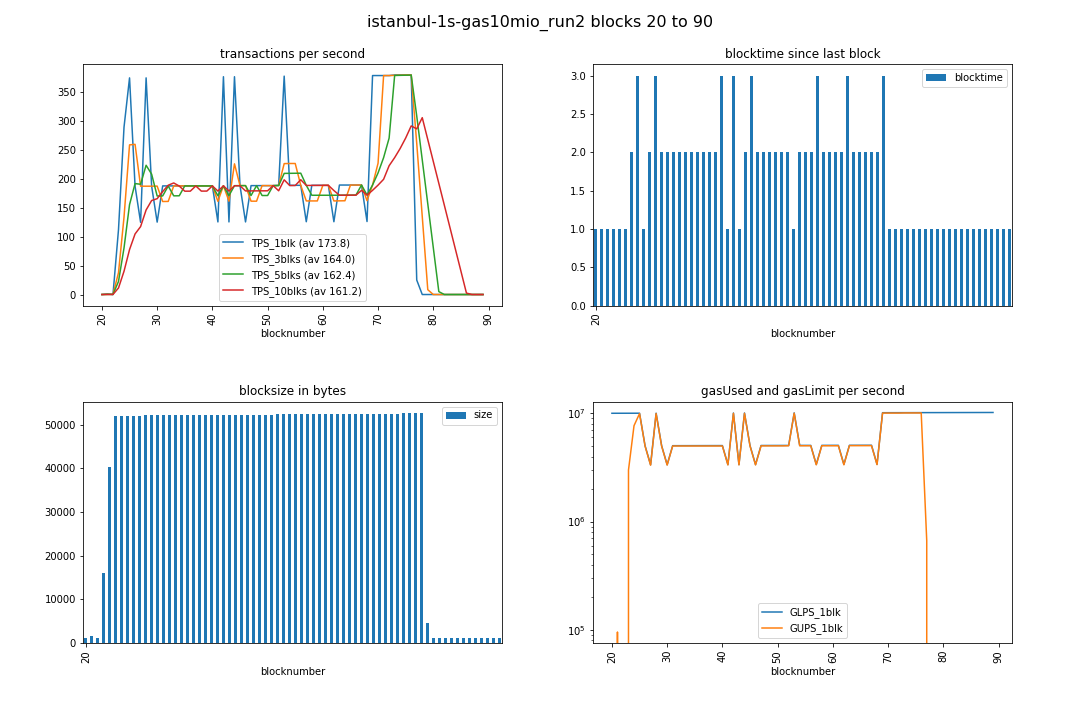 istanbul-1s-gas10mio_run2 blocks 20 to 90
transactions per second
350
300
250
200
150
100
50
0
TPS_1blk (av 173.8)
TPS_3blks (av 164.0)
TPS_5blks (av 162.4)
TPS_10blks (av 161.2)
20
30
40
50
60
70
80
90
blocknumber
blocktime since last block
3.0
2.5
2.0
1.5
1.0
0.5
0.0
blocktime
20
blocknumber
blocksize in bytes
50000
40000
30000
20000
10000
0
size
20
blocknumber
gasUsed and gasLimit per second
10⁷
10⁶
10⁵
GLPS_1blk
GUPS_1blk
20
30
40
50
60
70
80
90
blocknumber